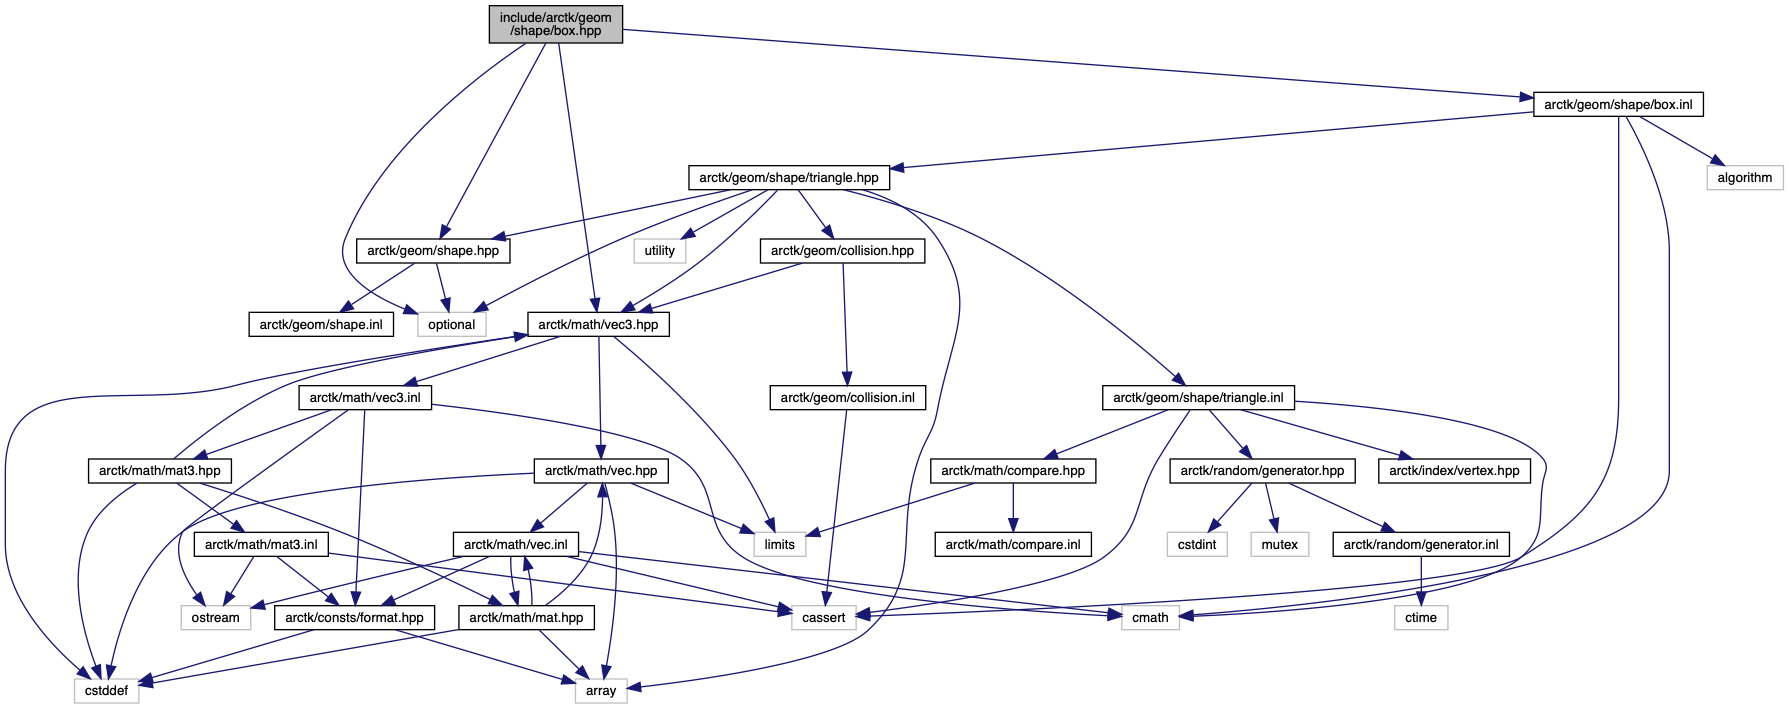 include/arctk/geom
/shape/box.hpp
arctk/geom/shape/box.inl
arctk/geom/shape/triangle.hpp
algorithm
arctk/geom/shape.hpp
utility
arctk/geom/collision.hpp
arctk/geom/shape.inl
optional
arctk/math/vec3.hpp
arctk/math/vec3.inl
arctk/geom/collision.inl
arctk/geom/shape/triangle.inl
arctk/math/mat3.hpp
arctk/math/vec.hpp
arctk/math/compare.hpp
arctk/random/generator.hpp
arctk/index/vertex.hpp
arctk/math/mat3.inl
arctk/math/vec.inl
limits
arctk/math/compare.inl
cstdint
mutex
arctk/random/generator.inl
ostream
arctk/consts/format.hpp
arctk/math/mat.hpp
cassert
cmath
ctime
cstddef
array